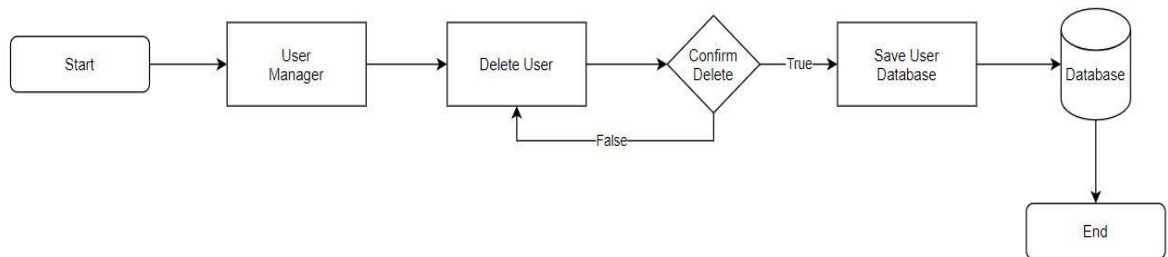 Start
User
Manager
Delete User
Confirm
Delete
True
Save User
Database
Database
False
End